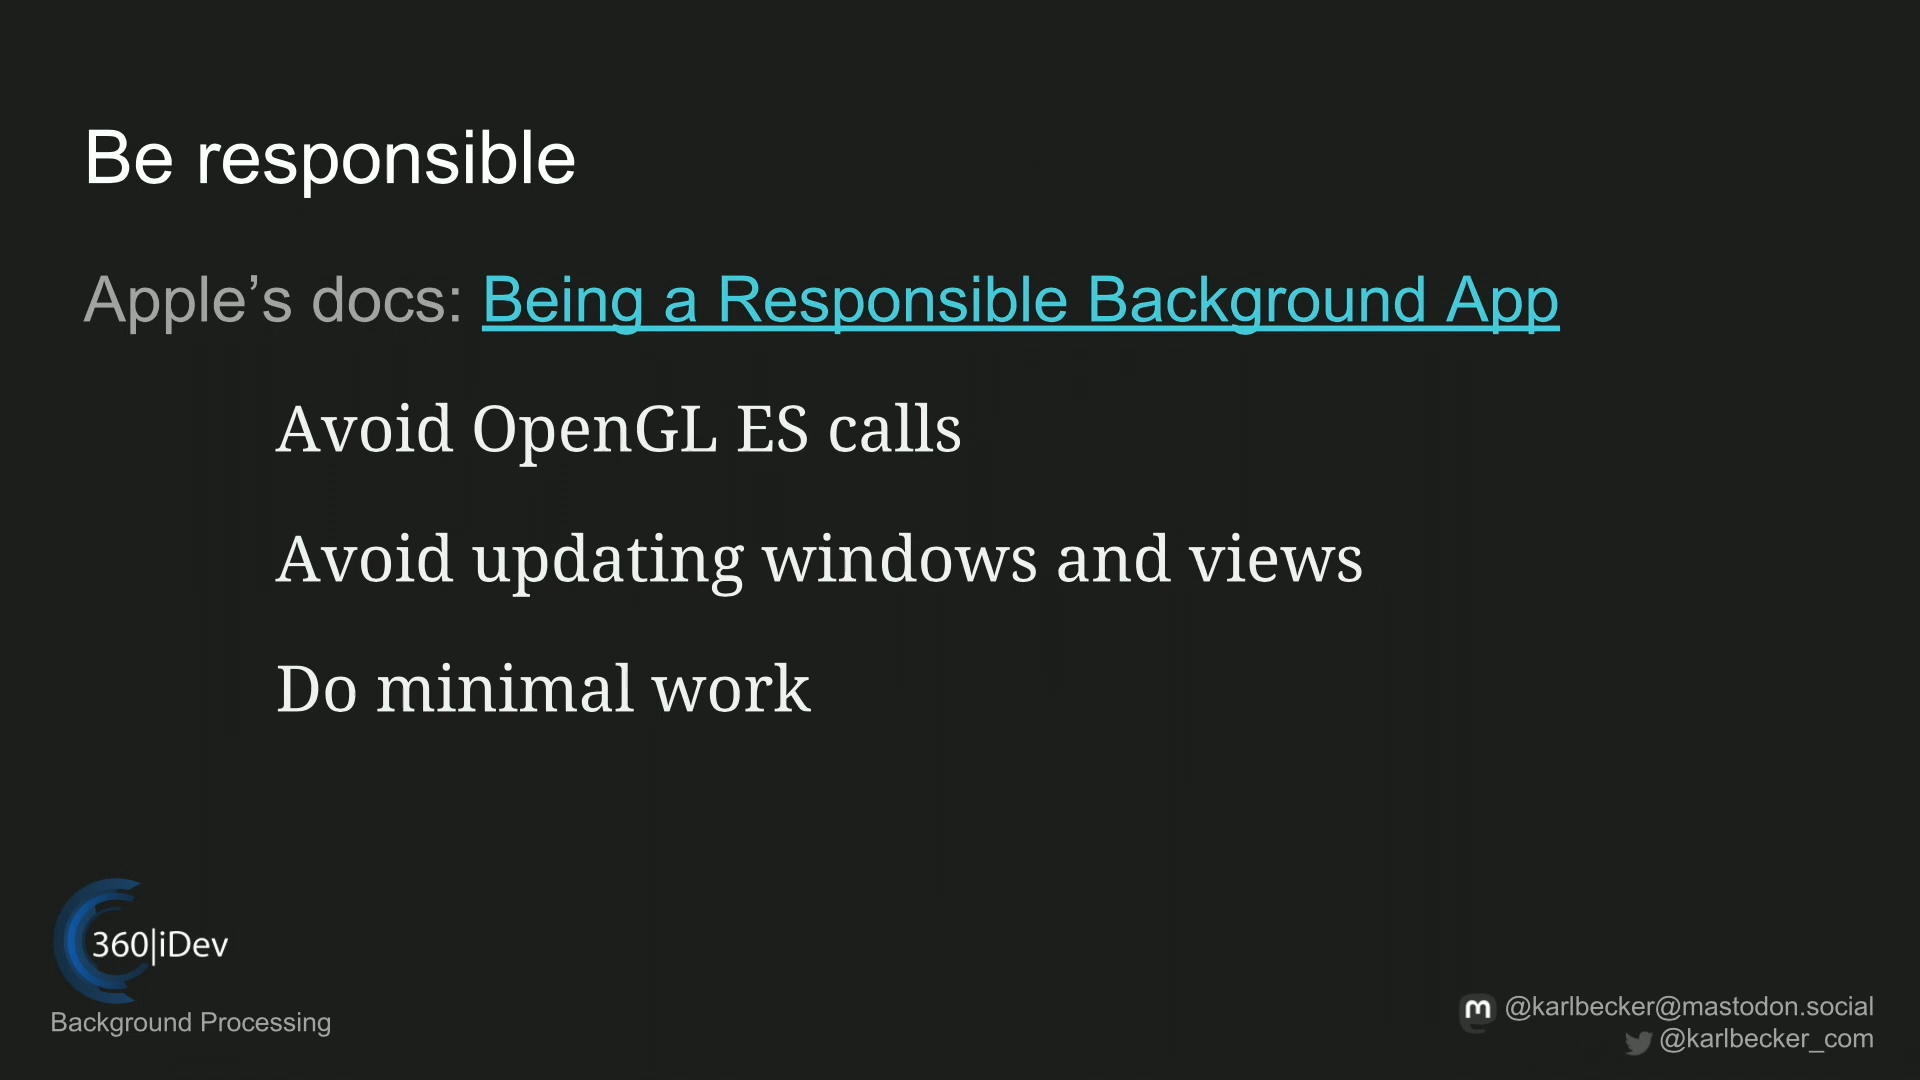 Be responsible
Apple’s docs: Being a Responsible Background App
Avoid OpenGL ES calls
Avoid updating windows and views
Do minimal work
360|iDev
Background Processing
@karlbecker@mastodon.social
@karlbecker_com